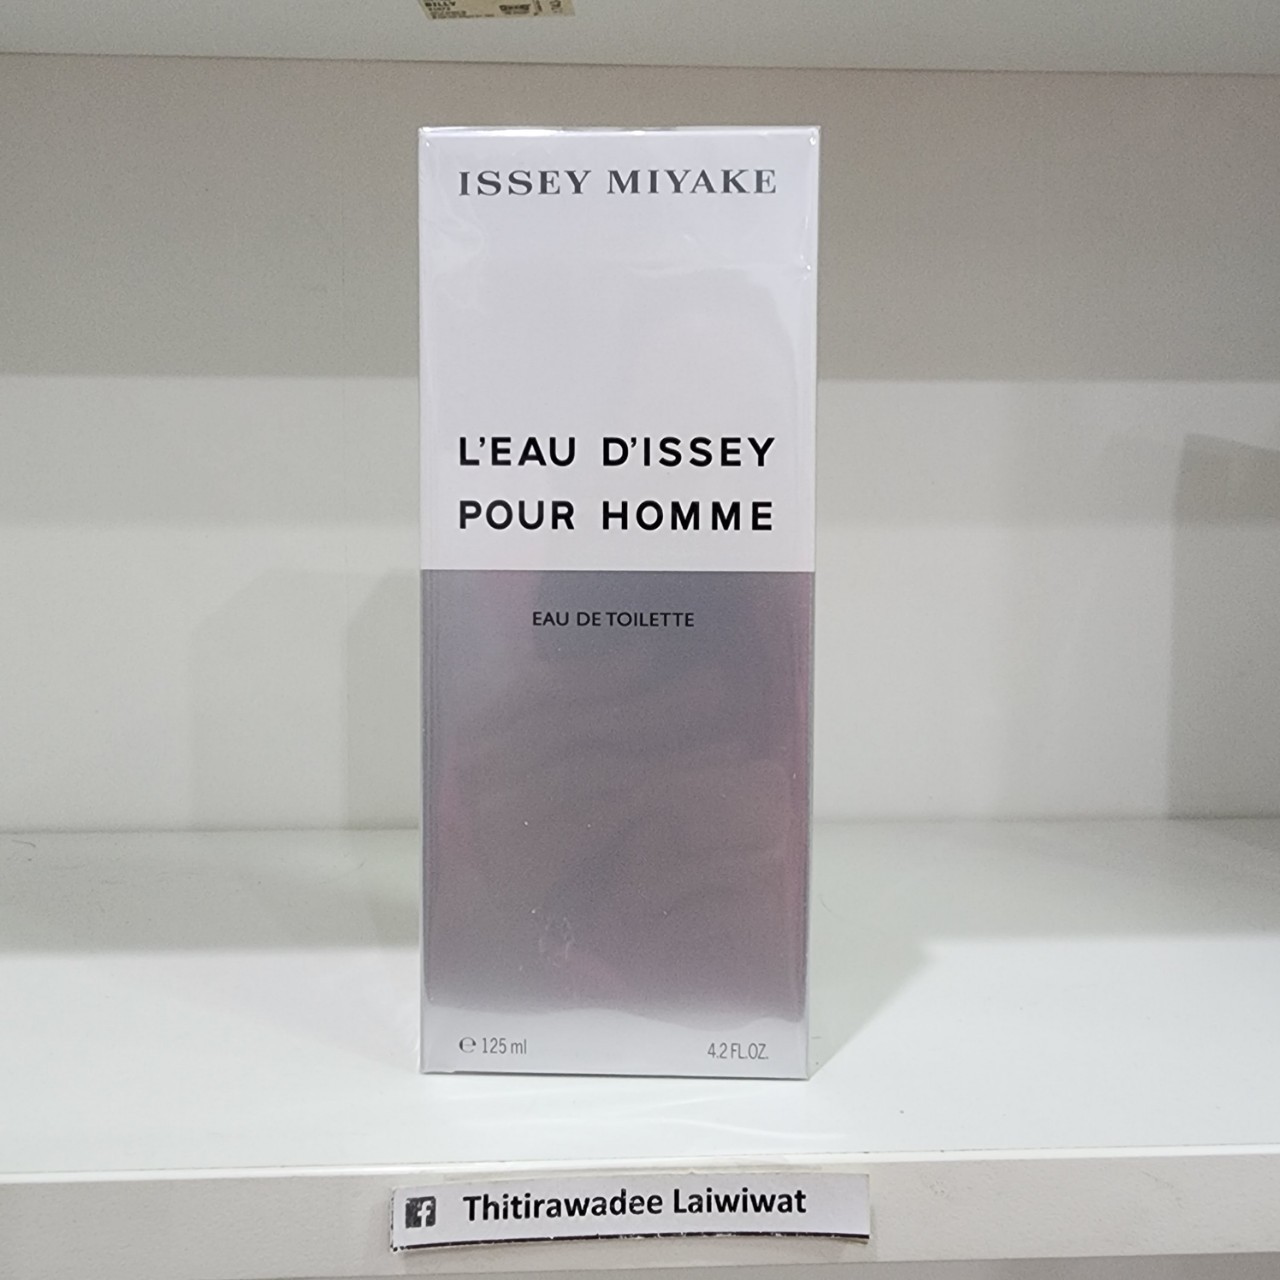 ISSEY MIYAKE
L'EAU D'ISSEY
POUR HOMME
EAU DE TOILETTE
℮ 125 ml 4.2 FL.OZ.
Thitirawadee Laiwiwat